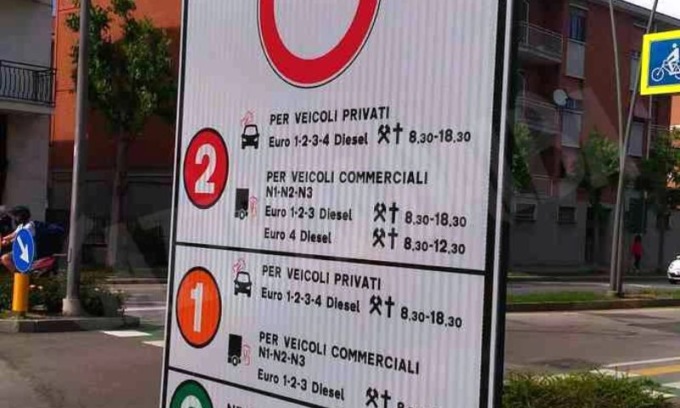 PER VEICOLI PRIVATI
Euro 1-2-3-4 Diesel 8,30-18,30
2
PER VEICOLI COMMERCIALI
N1-N2-N3
Euro 1-2-3 Diesel 8,30-18,30
Euro 4 Diesel 8,30-12,30
PER VEICOLI PRIVATI
Euro 1-2-3-4 Diesel 8,30-18,30
1
PER VEICOLI COMMERCIALI
N1-N2-N3
Euro 1-2-3 Diesel